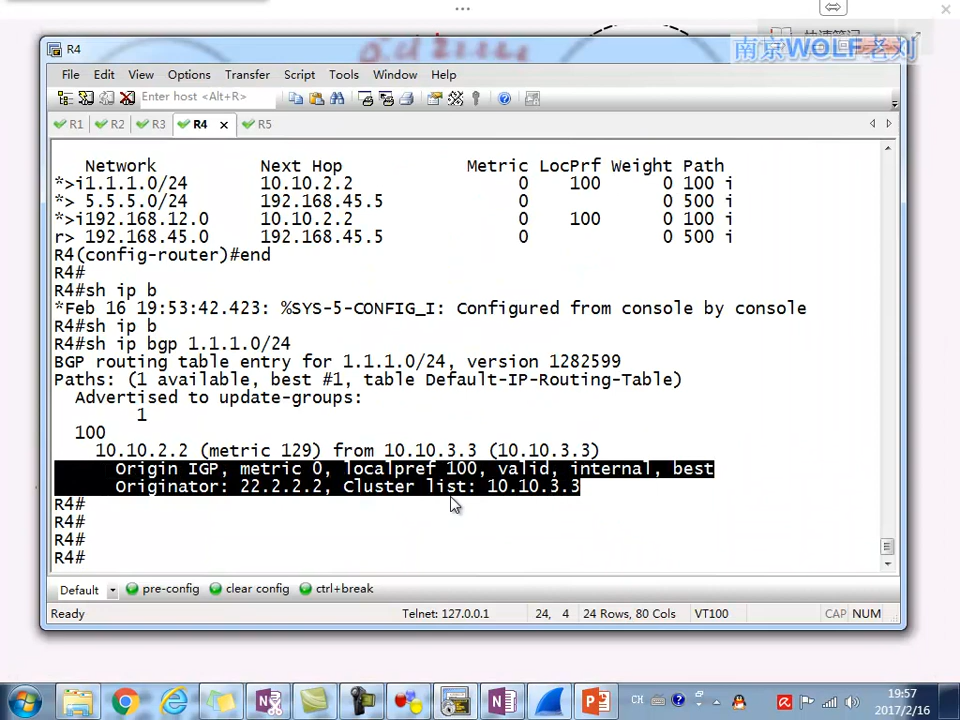 R4
南京WOLF老刘
File Edit View Options Transfer Script Tools Window Help
Enter host <Alt+R>
R1 R2 R3 R4 R5
Network Next Hop Metric LocPrf Weight Path
*>i1.1.1.0/24 10.10.2.2 0 100 0 100 i
*> 5.5.5.0/24 192.168.45.5 0 0 500 i
*>i192.168.12.0 10.10.2.2 0 100 0 100 i
r> 192.168.45.0 192.168.45.5 0 0 500 i
R4(config-router)#end
R4#
R4#sh ip b
*Feb 16 19:53:42.423: %SYS-5-CONFIG_I: Configured from console by console
R4#sh ip b
R4#sh ip bgp 1.1.1.0/24
BGP routing table entry for 1.1.1.0/24, version 1282599
Paths: (1 available, best #1, table Default-IP-Routing-Table)
Advertised to update-groups:
1
100
10.10.2.2 (metric 129) from 10.10.3.3 (10.10.3.3)
Origin IGP, metric 0, localpref 100, valid, internal, best
Originator: 22.2.2.2, Cluster list: 10.10.3.3
R4#
R4#
R4#
R4#
Default pre-config clear config ctrl+break
Ready Telnet: 127.0.0.1 24, 4 24 Rows, 80 Cols VT100 CAP NUM
CH 19:57
2017/2/16